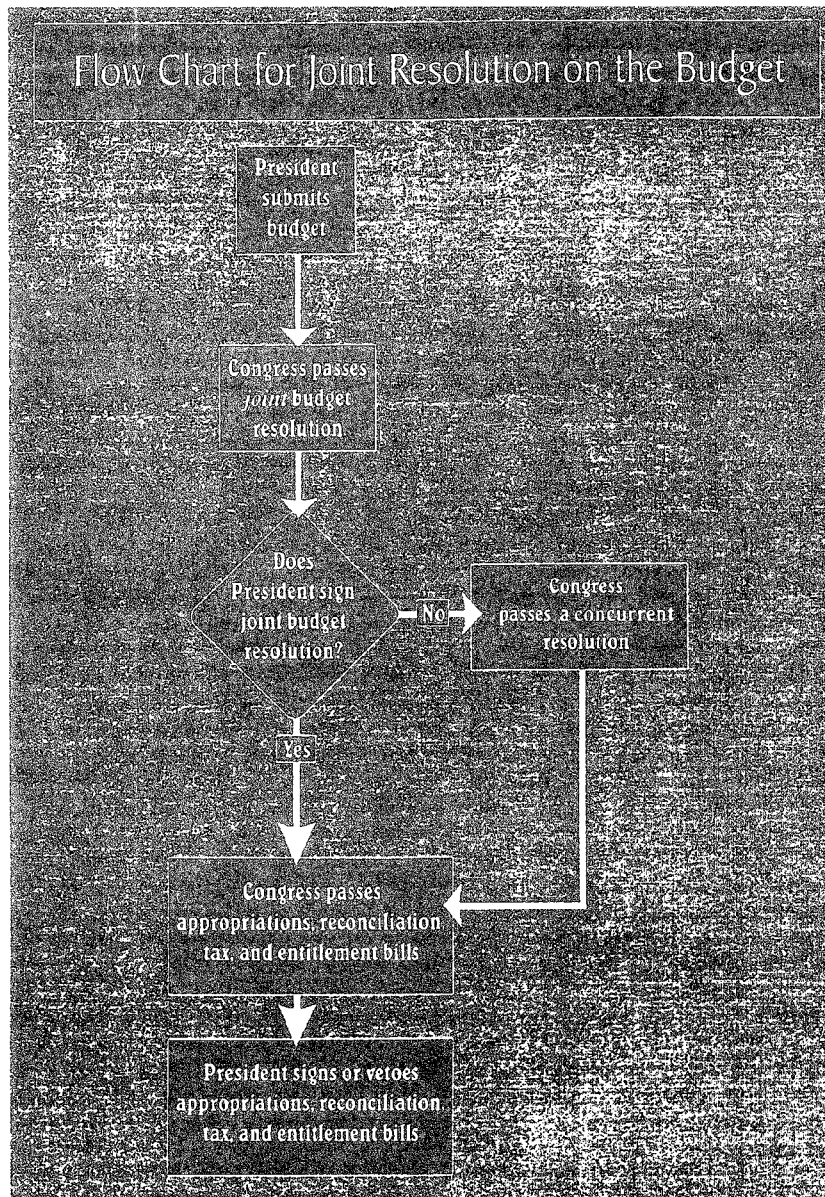 Flow Chart for Joint Resolution on the Budget
President
submits
budget
Congress passes
joint budget
resolution
Does
President sign
joint budget
resolution?
No
Congress
passes a concurrent
resolution
Yes
Congress passes
appropriations, reconciliation
tax, and entitlement bills
President signs or vetoes
appropriations, reconciliation,
tax, and entitlement bills